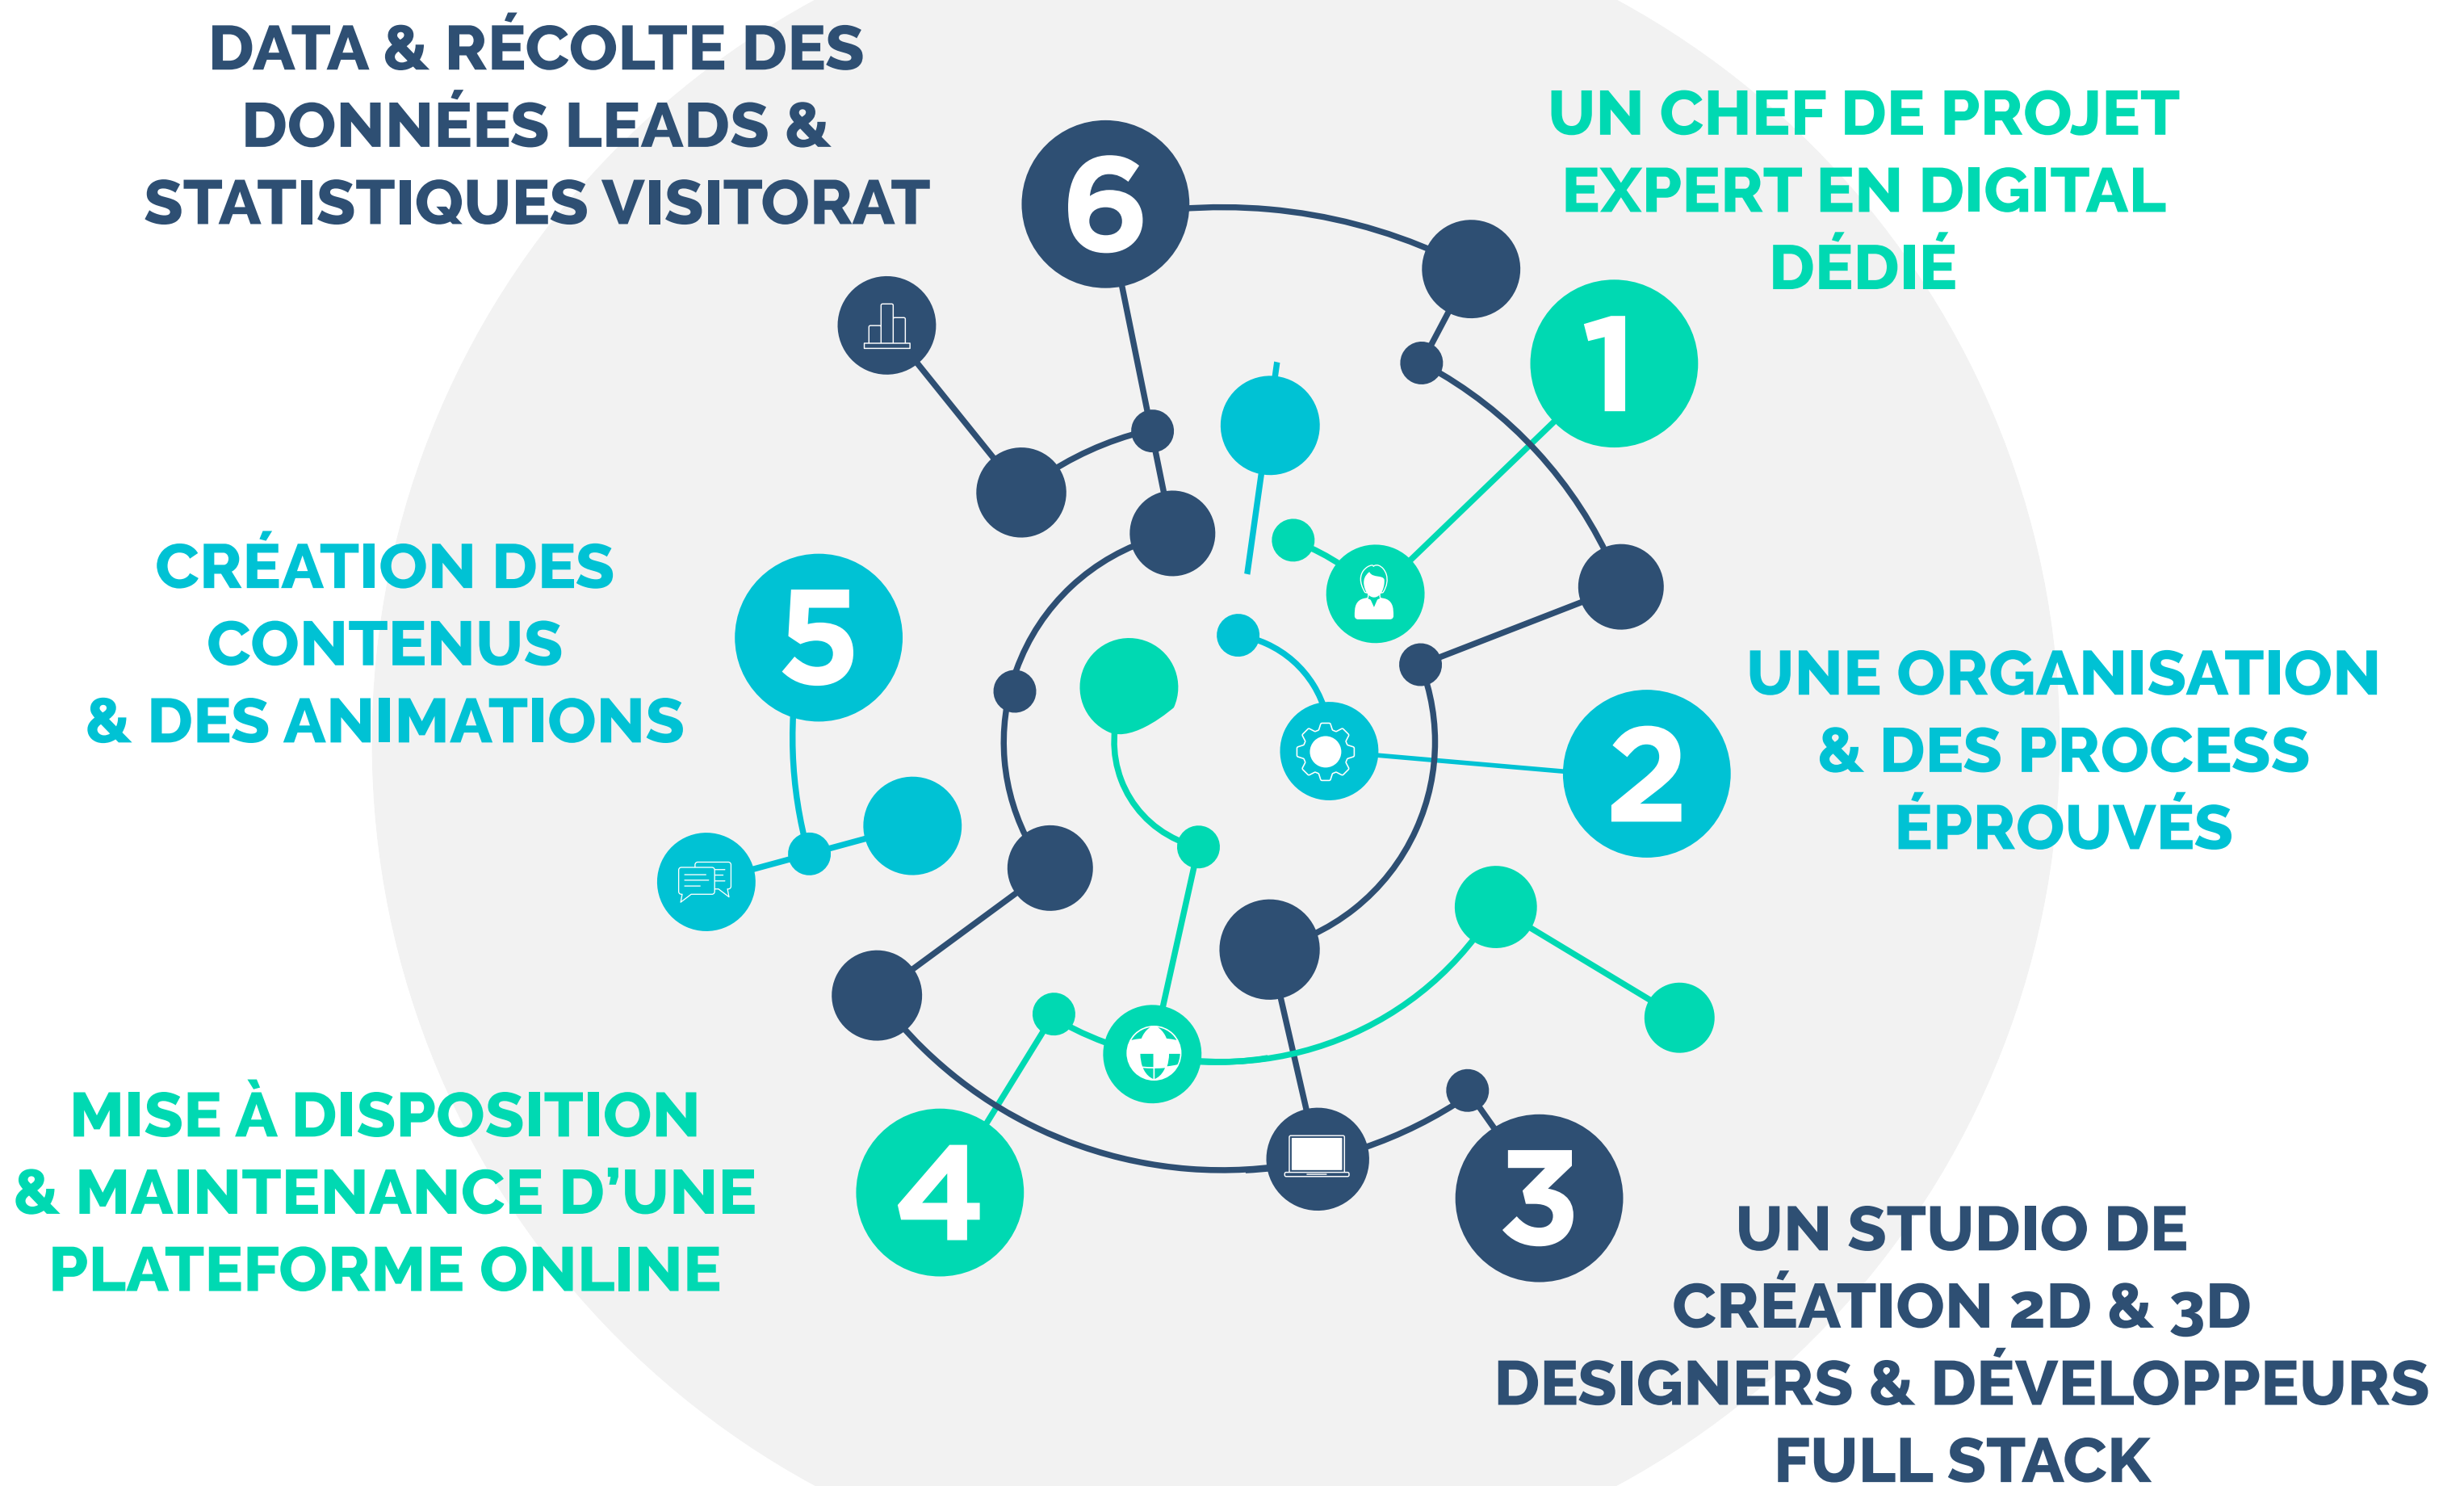 DATA & RÉCOLTE DES
DONNÉES LEADS &
STATISTIQUES VISITORAT
6
UN CHEF DE PROJET
EXPERT EN DIGITAL
DÉDIÉ
1
CRÉATION DES
CONTENUS
& DES ANIMATIONS
5
UNE ORGANISATION
& DES PROCESS
ÉPROUVÉS
2
MISE À DISPOSITION
& MAINTENANCE D'UNE
PLATEFORME ONLINE
4
3
UN STUDIO DE
CRÉATION 2D & 3D
DESIGNERS & DÉVELOPPEURS
FULL STACK